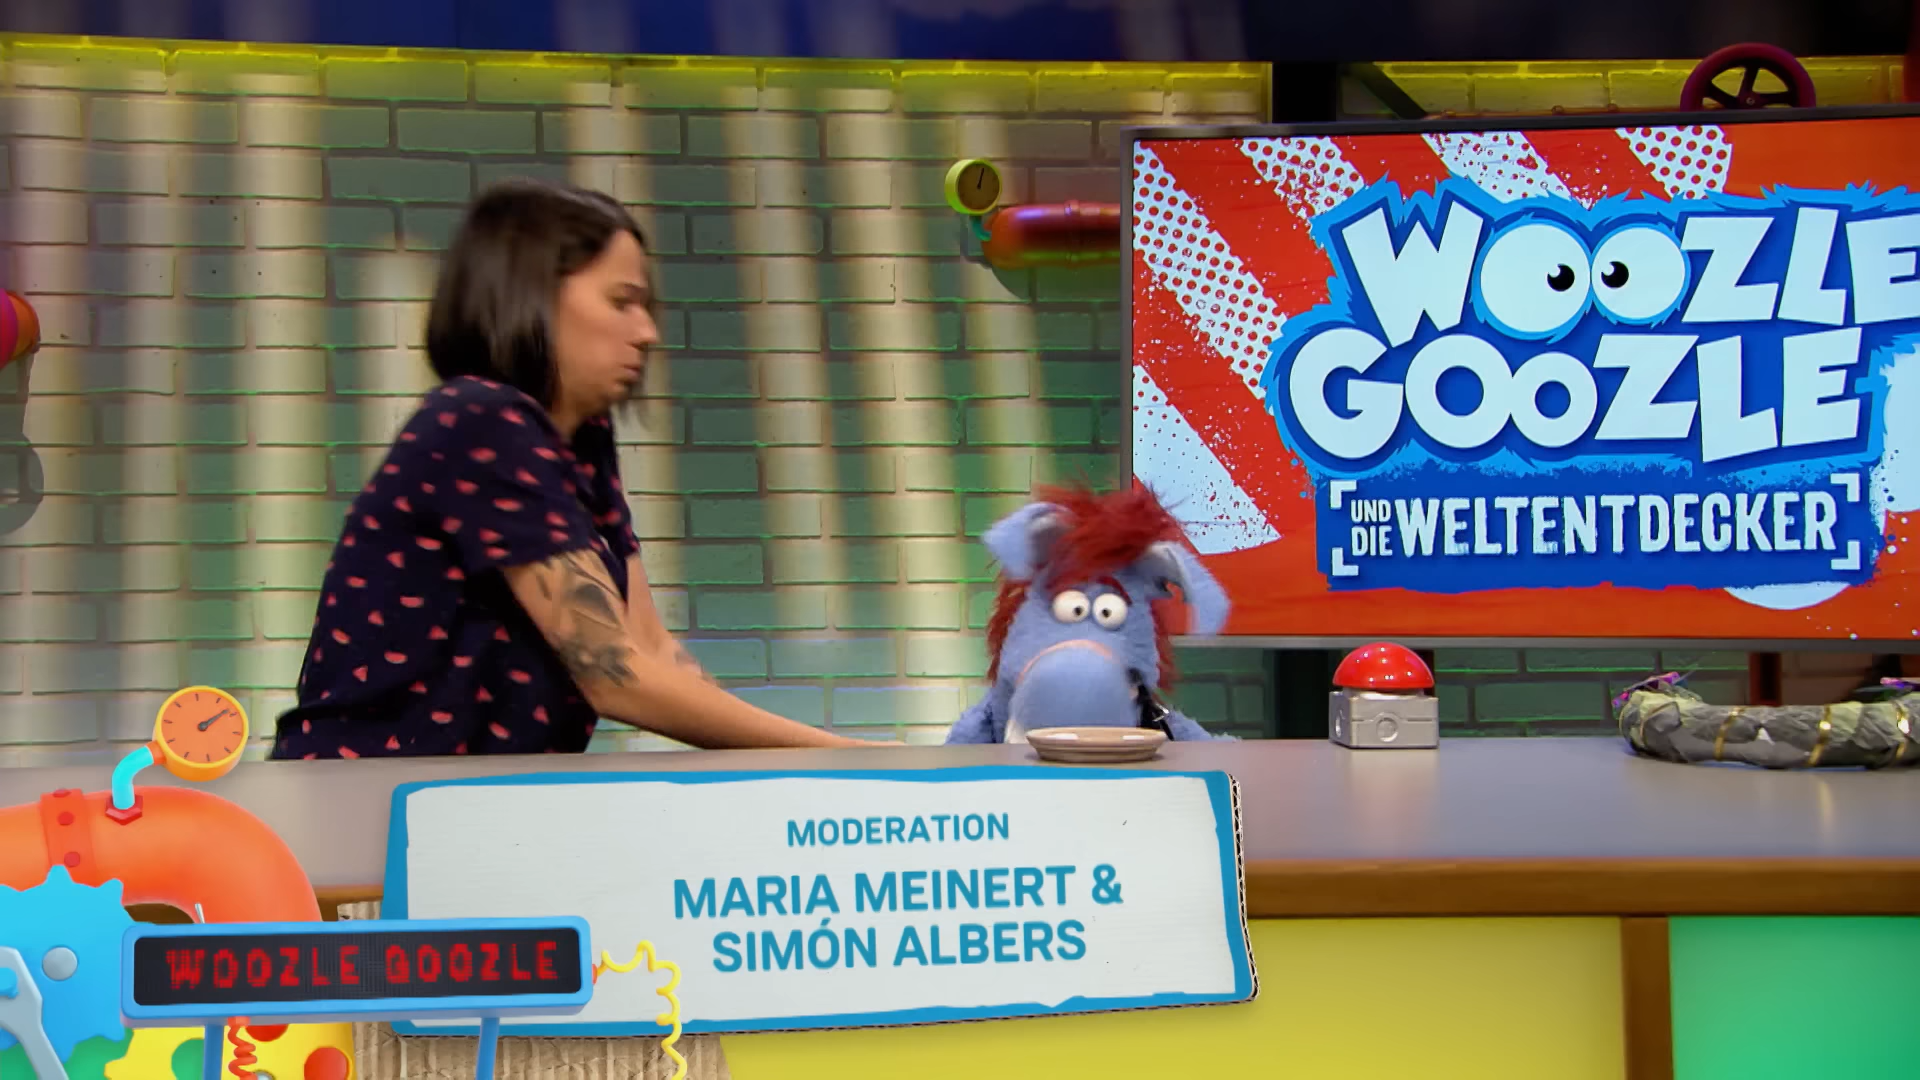 WOOZLE
GOOZLE
UND DIE WELTENTDECKER
MODERATION
MARIA MEINERT &
SIMÓN ALBERS
WOOZLE GOOZLE